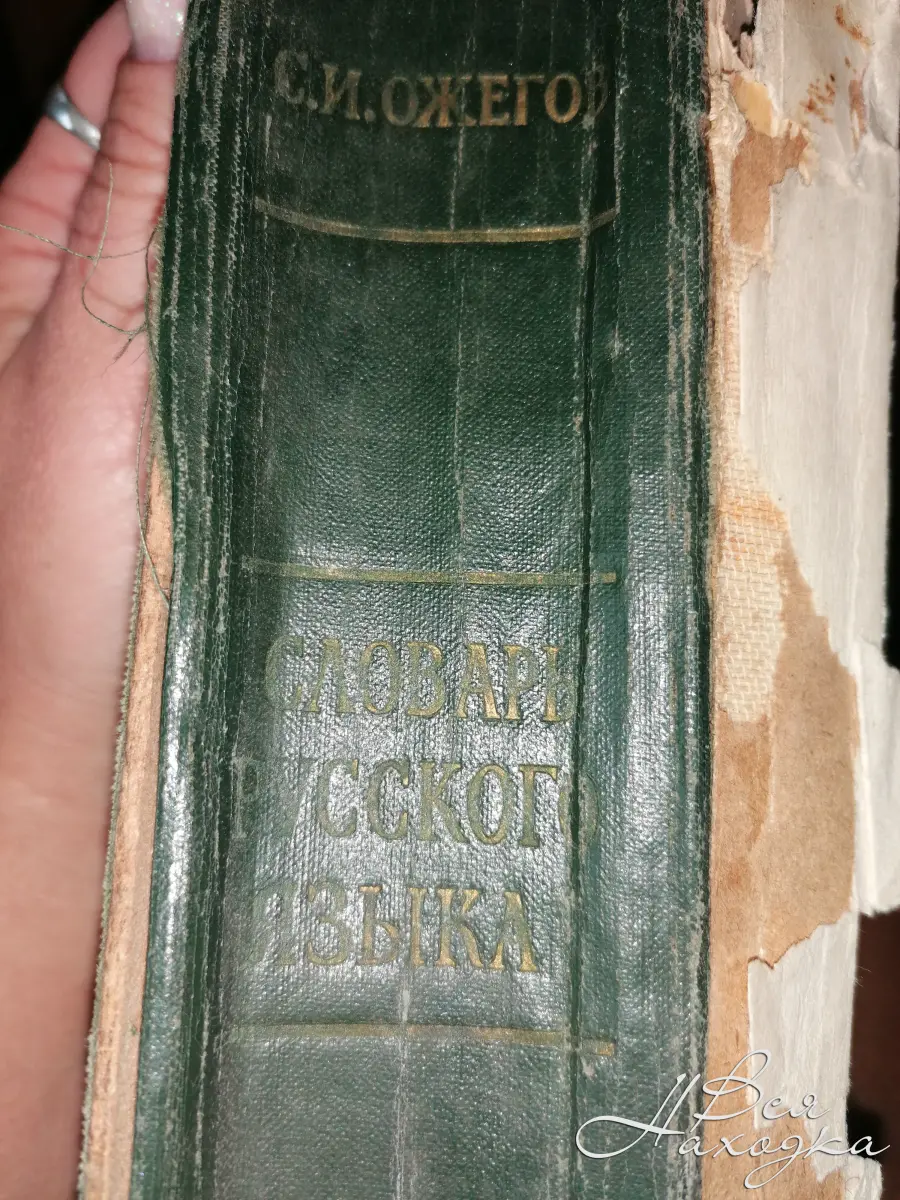 С.И.ОЖЕГОВ
СЛОВАРЬ
РУССКОГО
ЯЗЫКА
Вся
Находка